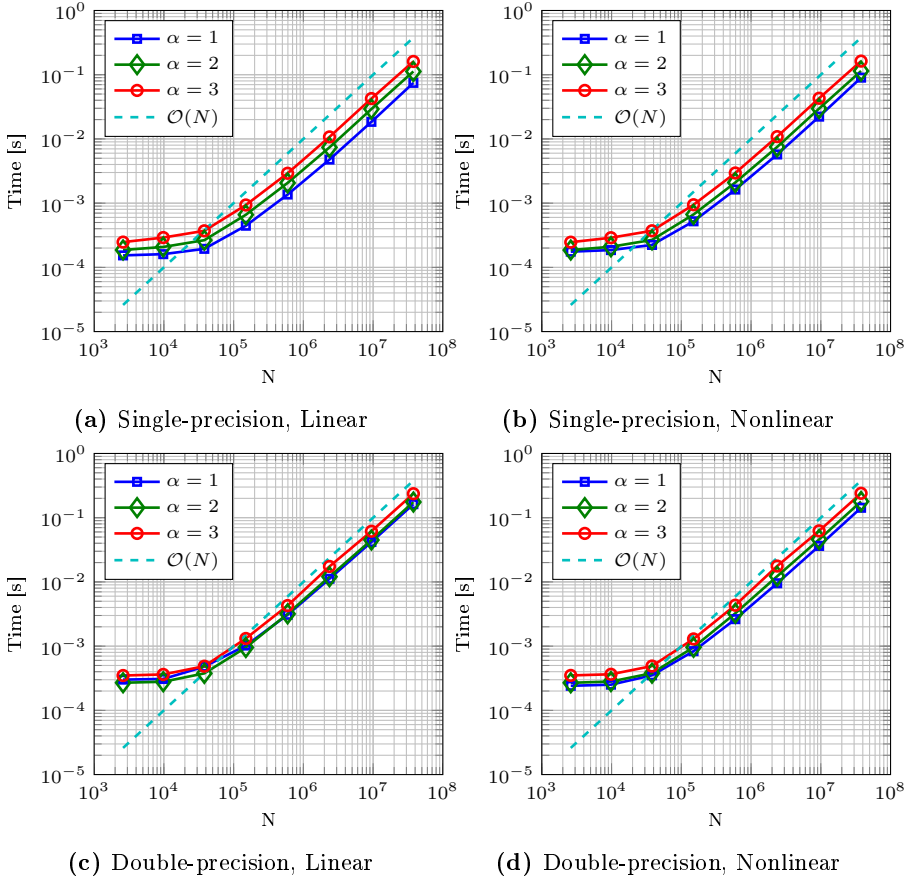 10^0
10^−1
10^−2
10^−3
10^−4
10^−5
Time [s]
α = 1
α = 2
α = 3
O(N)
10^3 10^4 10^5 10^6 10^7 10^8
N
(a) Single-precision, Linear
10^0
10^−1
10^−2
10^−3
10^−4
10^−5
Time [s]
α = 1
α = 2
α = 3
O(N)
10^3 10^4 10^5 10^6 10^7 10^8
N
(b) Single-precision, Nonlinear
10^0
10^−1
10^−2
10^−3
10^−4
10^−5
Time [s]
α = 1
α = 2
α = 3
O(N)
10^3 10^4 10^5 10^6 10^7 10^8
N
(c) Double-precision, Linear
10^0
10^−1
10^−2
10^−3
10^−4
10^−5
Time [s]
α = 1
α = 2
α = 3
O(N)
10^3 10^4 10^5 10^6 10^7 10^8
N
(d) Double-precision, Nonlinear